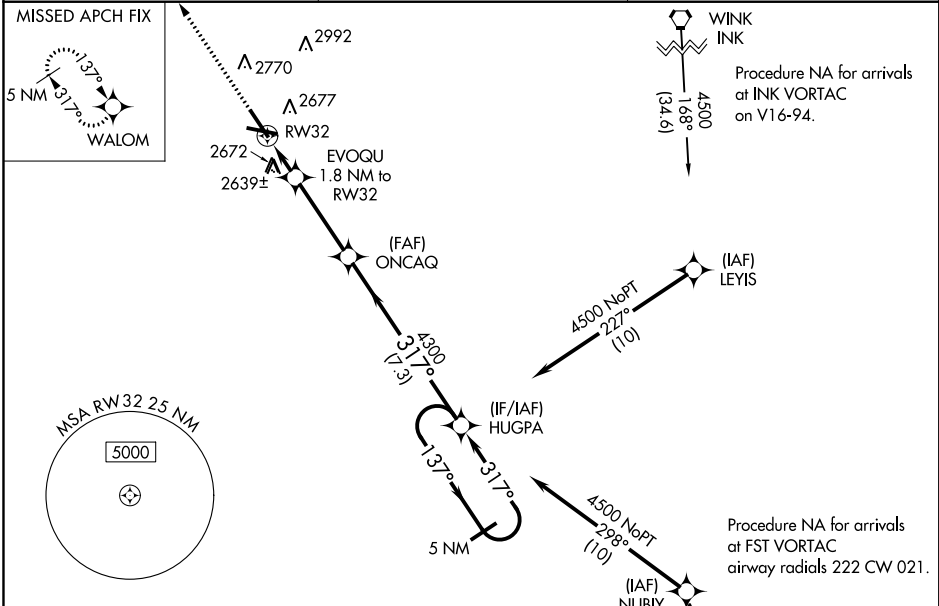 MISSED APCH FIX
137°
5 NM
317°
WALOM
2992
2770
2677
RW32
2672
2639±
EVOQU
1.8 NM to
RW32
(FAF)
ONCAQ
4300
317°
(7.3)
WINK
INK
4500
168°
(34.6)
Procedure NA for arrivals
at INK VORTAC
on V16-94.
(IAF)
LEYIS
4500 NoPT
227°
(10)
(IF/IAF)
HUGPA
137°
317°
5 NM
MSA RW32 25 NM
5000
4500 NoPT
298°
(10)
(IAF)
Procedure NA for arrivals
at FST VORTAC
airway radials 222 CW 021.